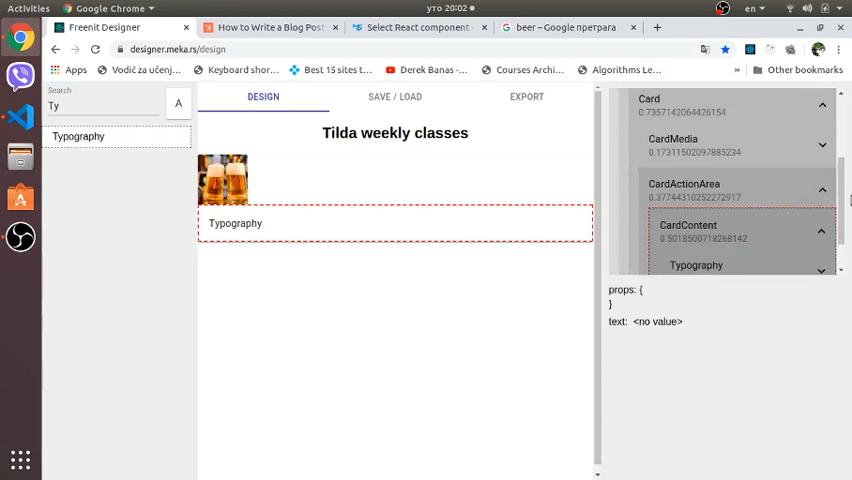 Activities
Google Chrome
уто 20:02
en
Freenit Designer
How to Write a Blog Post:
Select React component
beer – Google претрага
designer.meka.rs/design
Apps
Vodič za učenj...
Keyboard shor...
Best 15 sites t...
Derek Banas –...
Courses Archi...
Algorithms Le...
»
Other bookmarks
Search
Ty
A
Typography
DESIGN
SAVE / LOAD
EXPORT
Tilda weekly classes
Typography
Card
0.7357142064426154
CardMedia
0.17311502097885234
CardActionArea
0.37744310252272917
CardContent
0.5018500718268142
Typography
props: {
}
text: <no value>